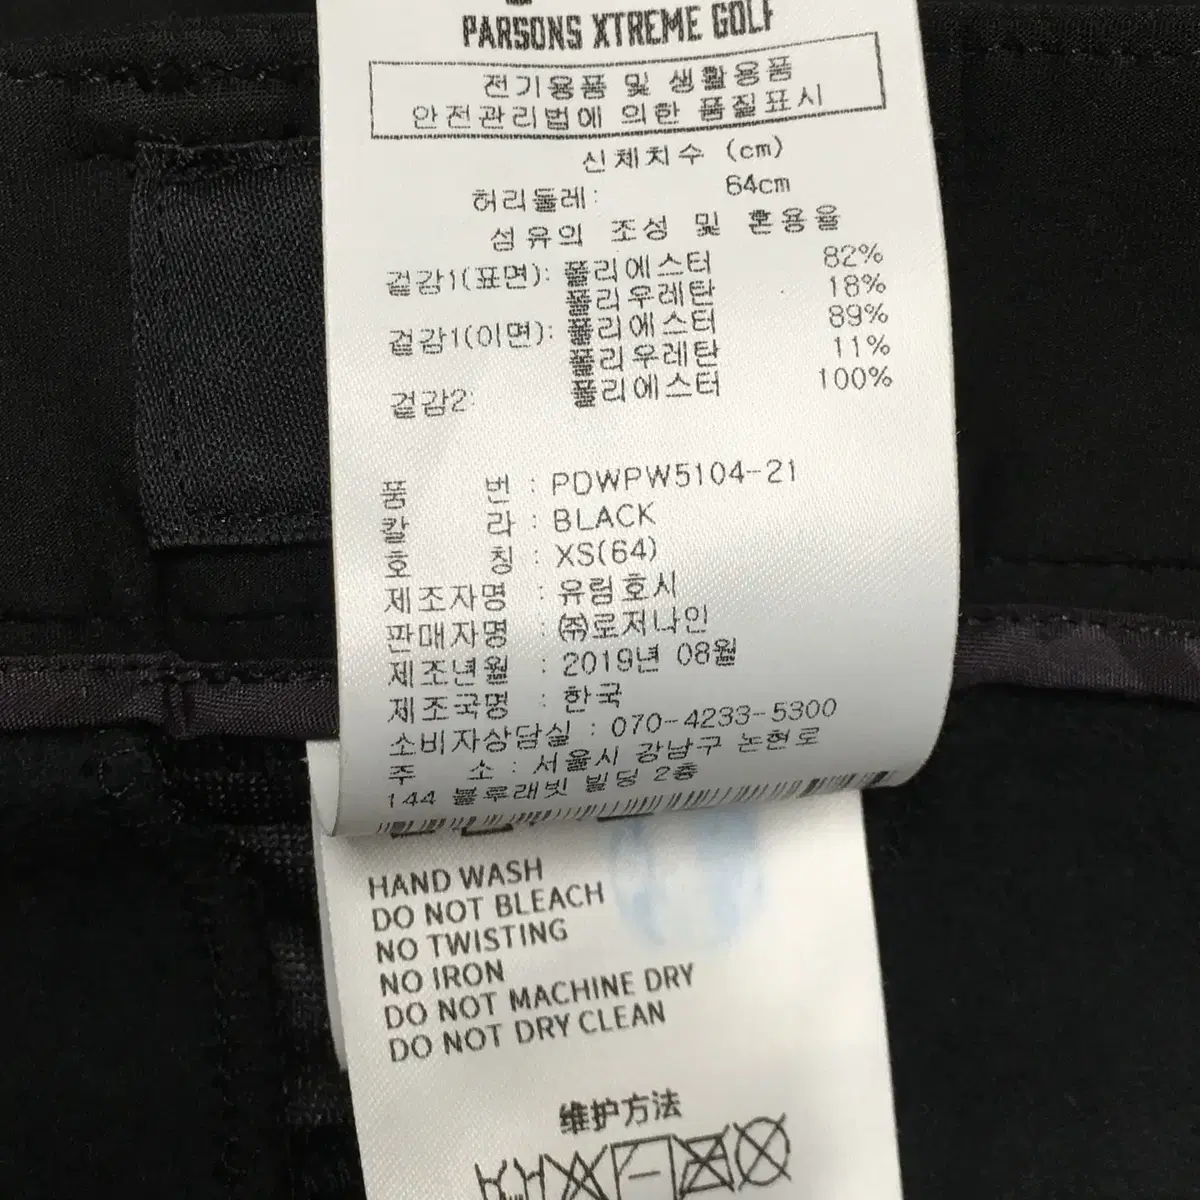 PARSONS XTREME GOLF
전기용품 및 생활용품
안전관리법에 의한 품질표시
신체치수 (cm)
허리둘레: 64cm
섬유의 조성 및 혼용율
겉감1(표면): 폴리에스터 82%
폴리우레탄 18%
겉감1(이면): 폴리에스터 89%
폴리우레탄 11%
겉감2: 폴리에스터 100%
품 번 : PDWPW5104-21
칼 라 : BLACK
호 칭 : XS(64)
제조자명 : 유림호시
판매자명 : ㈜로저나인
제조년월 : 2019년 08월
제조국명 : 한국
소비자상담실 : 070-4233-5300
주 소 : 서울시 강남구 논현로
144 블루래빗 빌딩 2층
HAND WASH
DO NOT BLEACH
NO TWISTING
NO IRON
DO NOT MACHINE DRY
DO NOT DRY CLEAN
维护方法